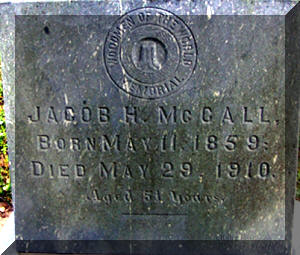 WOODMEN OF THE WORLD
MEMORIAL
JACOB H. McCALL.
BORN MAY 11, 1859;
DIED MAY 29, 1910.
Aged 51 Years.